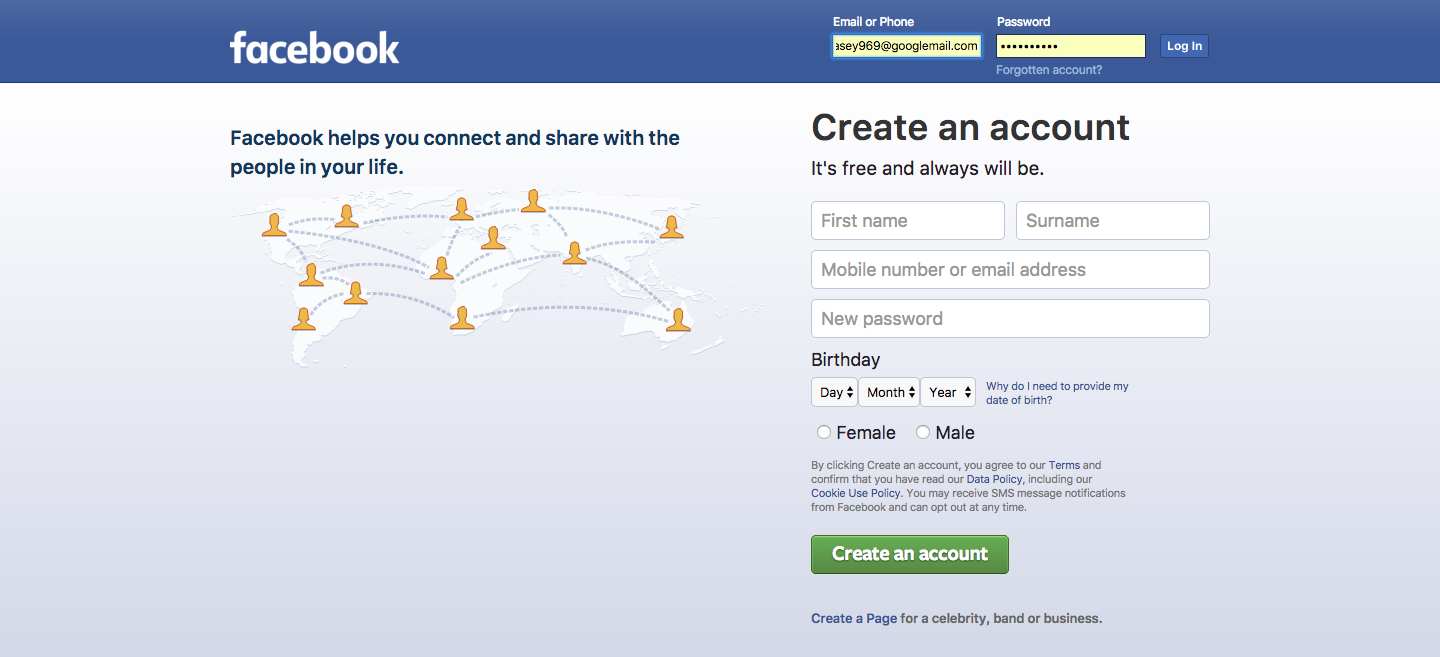 facebook
Email or Phone
Password
asey969@googlemail.com
••••••••••
Log In
Forgotten account?
Facebook helps you connect and share with the
people in your life.
Create an account
It's free and always will be.
First name
Surname
Mobile number or email address
New password
Birthday
Day
Month
Year
Why do I need to provide my
date of birth?
Female
Male
By clicking Create an account, you agree to our Terms and
confirm that you have read our Data Policy, including our
Cookie Use Policy. You may receive SMS message notifications
from Facebook and can opt out at any time.
Create an account
Create a Page for a celebrity, band or business.